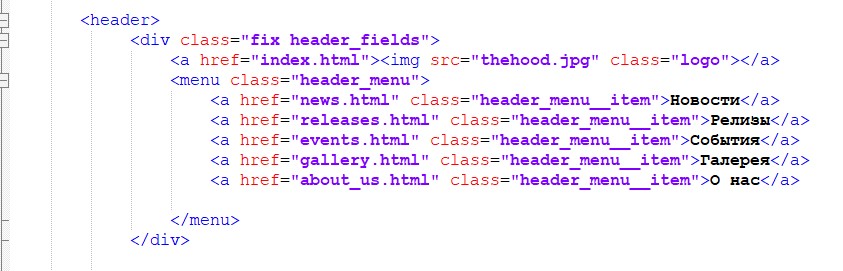 <header>
<div class="fix header_fields">
<a href="index.html"><img src="thehood.jpg" class="logo"></a>
<menu class="header_menu">
<a href="news.html" class="header_menu__item">Новости</a>
<a href="releases.html" class="header_menu__item">Релизы</a>
<a href="events.html" class="header_menu__item">События</a>
<a href="gallery.html" class="header_menu__item">Галерея</a>
<a href="about_us.html" class="header_menu__item">О нас</a>
</menu>
</div>